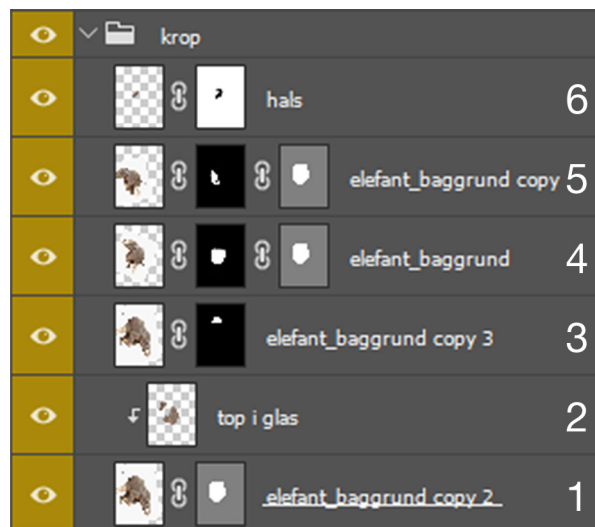 krop
hals 6
elefant_baggrund copy 5
elefant_baggrund 4
elefant_baggrund copy 3 3
top i glas 2
elefant_baggrund copy 2 1